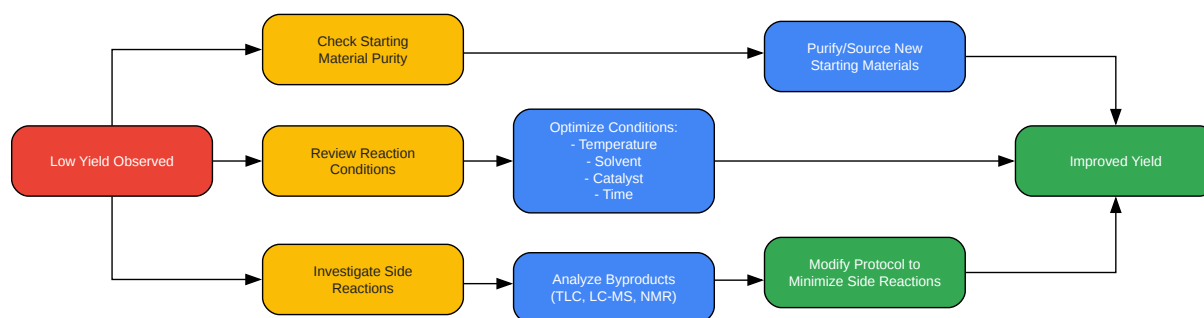 Check Starting
Material Purity
Purify/Source New
Starting Materials
Low Yield Observed
Review Reaction
Conditions
Optimize Conditions:
- Temperature
- Solvent
- Catalyst
- Time
Improved Yield
Investigate Side
Reactions
Analyze Byproducts
(TLC, LC-MS, NMR)
Modify Protocol to
Minimize Side Reactions